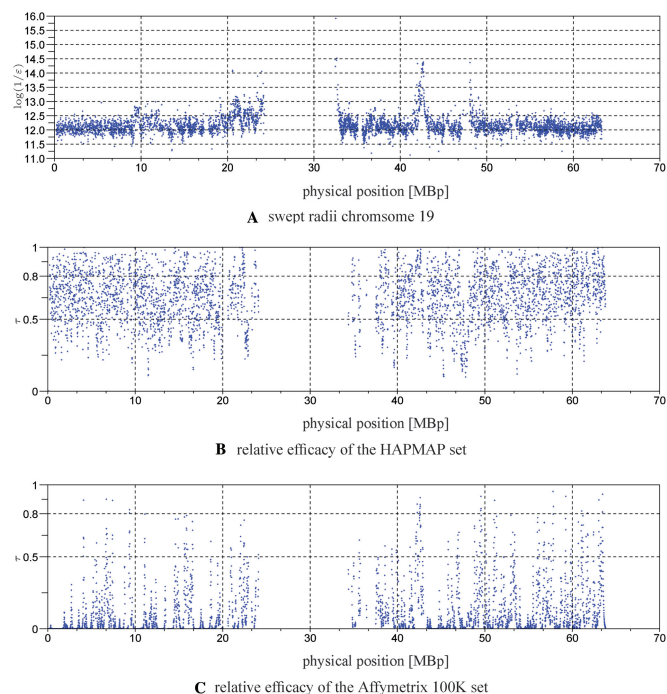 16.0
15.5
15.0
14.5
14.0
13.5
13.0
12.5
12.0
11.5
11.0
log(1/ε)
0 10 20 30 40 50 60 70
physical position [MBp]
A swept radii chromsome 19
1
0.8
0.5
0
τ
0 10 20 30 40 50 60 70
physical position [MBp]
B relative efficacy of the HAPMAP set
1
0.8
0.5
0
τ
0 10 20 30 40 50 60 70
physical position [MBp]
C relative efficacy of the Affymetrix 100K set